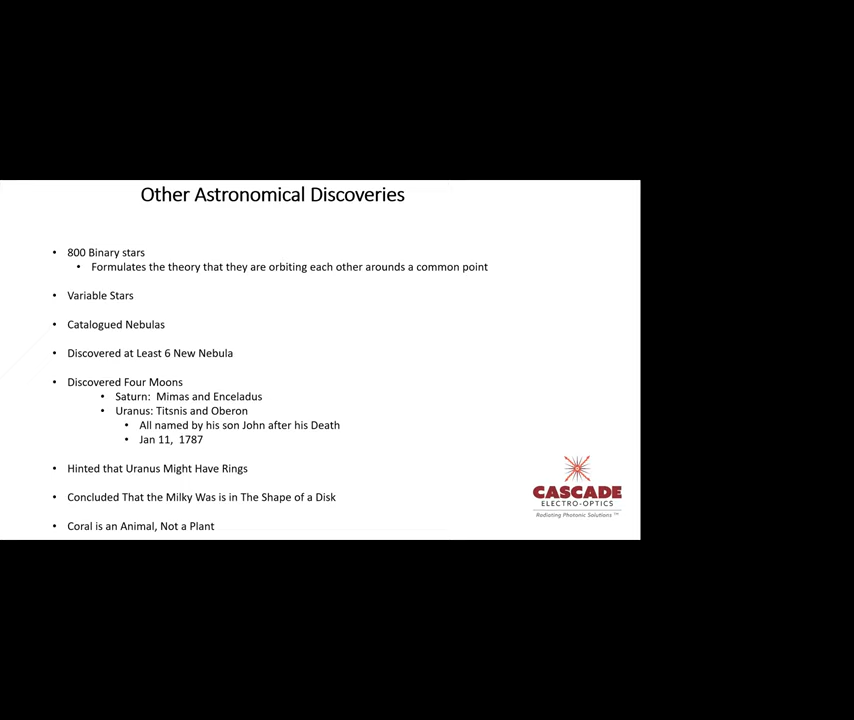 Other Astronomical Discoveries
• 800 Binary stars
• Formulates the theory that they are orbiting each other arounds a common point
• Variable Stars
• Catalogued Nebulas
• Discovered at Least 6 New Nebula
• Discovered Four Moons
• Saturn: Mimas and Enceladus
• Uranus: Titsnis and Oberon
• All named by his son John after his Death
• Jan 11, 1787
• Hinted that Uranus Might Have Rings
• Concluded That the Milky Was is in The Shape of a Disk
• Coral is an Animal, Not a Plant
CASCADE
ELECTRO-OPTICS
Radiating Photonic Solutions ™